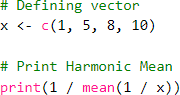 # Defining vector
x <- c(1, 5, 8, 10)
# Print Harmonic Mean
print(1 / mean(1 / x))